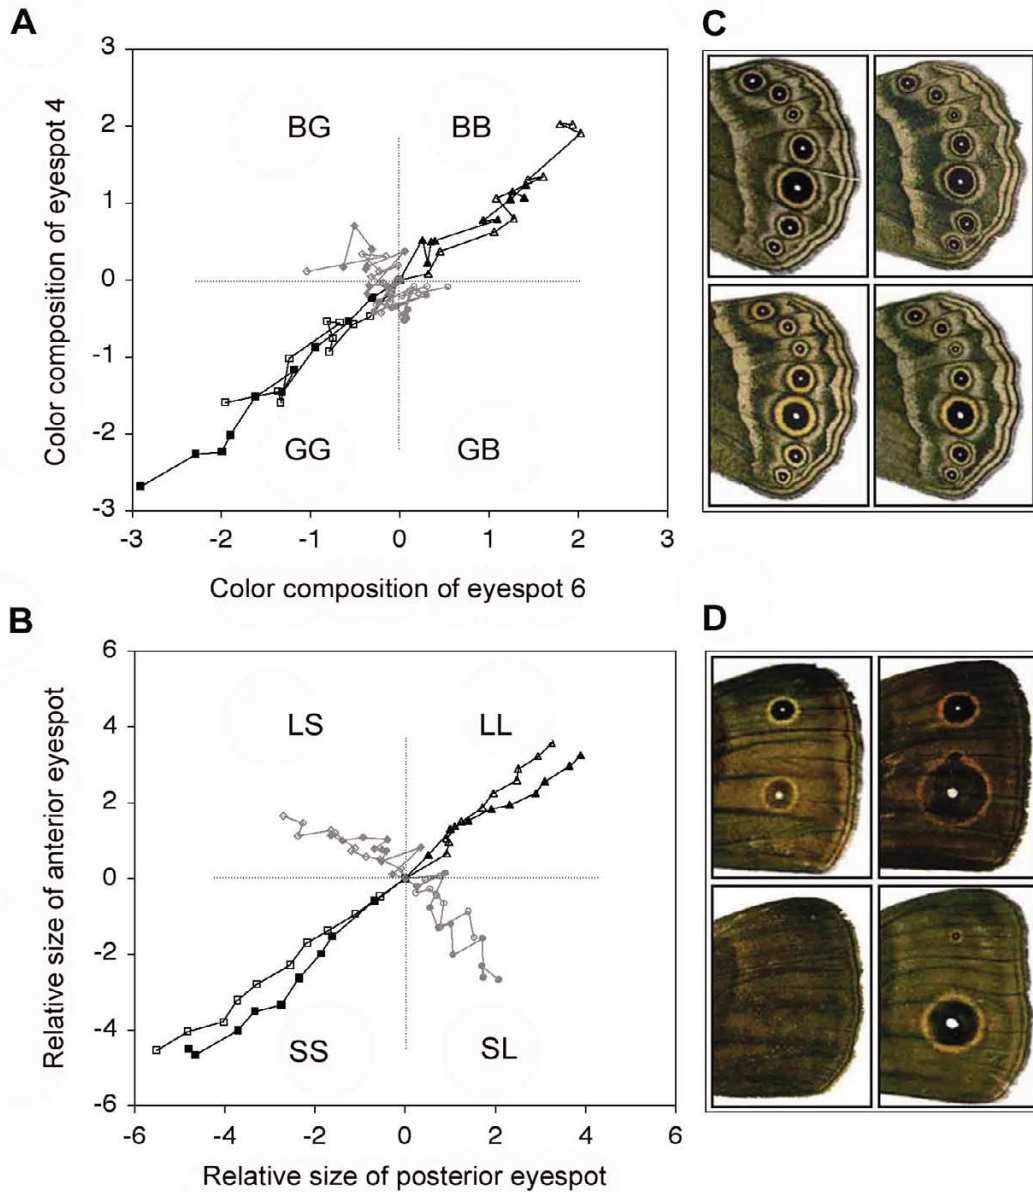 A
Color composition of eyespot 4
3
2
1
0
-1
-2
-3
BG
BB
GG
GB
-3
-2
-1
0
1
2
3
Color composition of eyespot 6
C
B
Relative size of anterior eyespot
6
4
2
0
-2
-4
-6
LS
LL
SS
SL
-6
-4
-2
0
2
4
6
Relative size of posterior eyespot
D